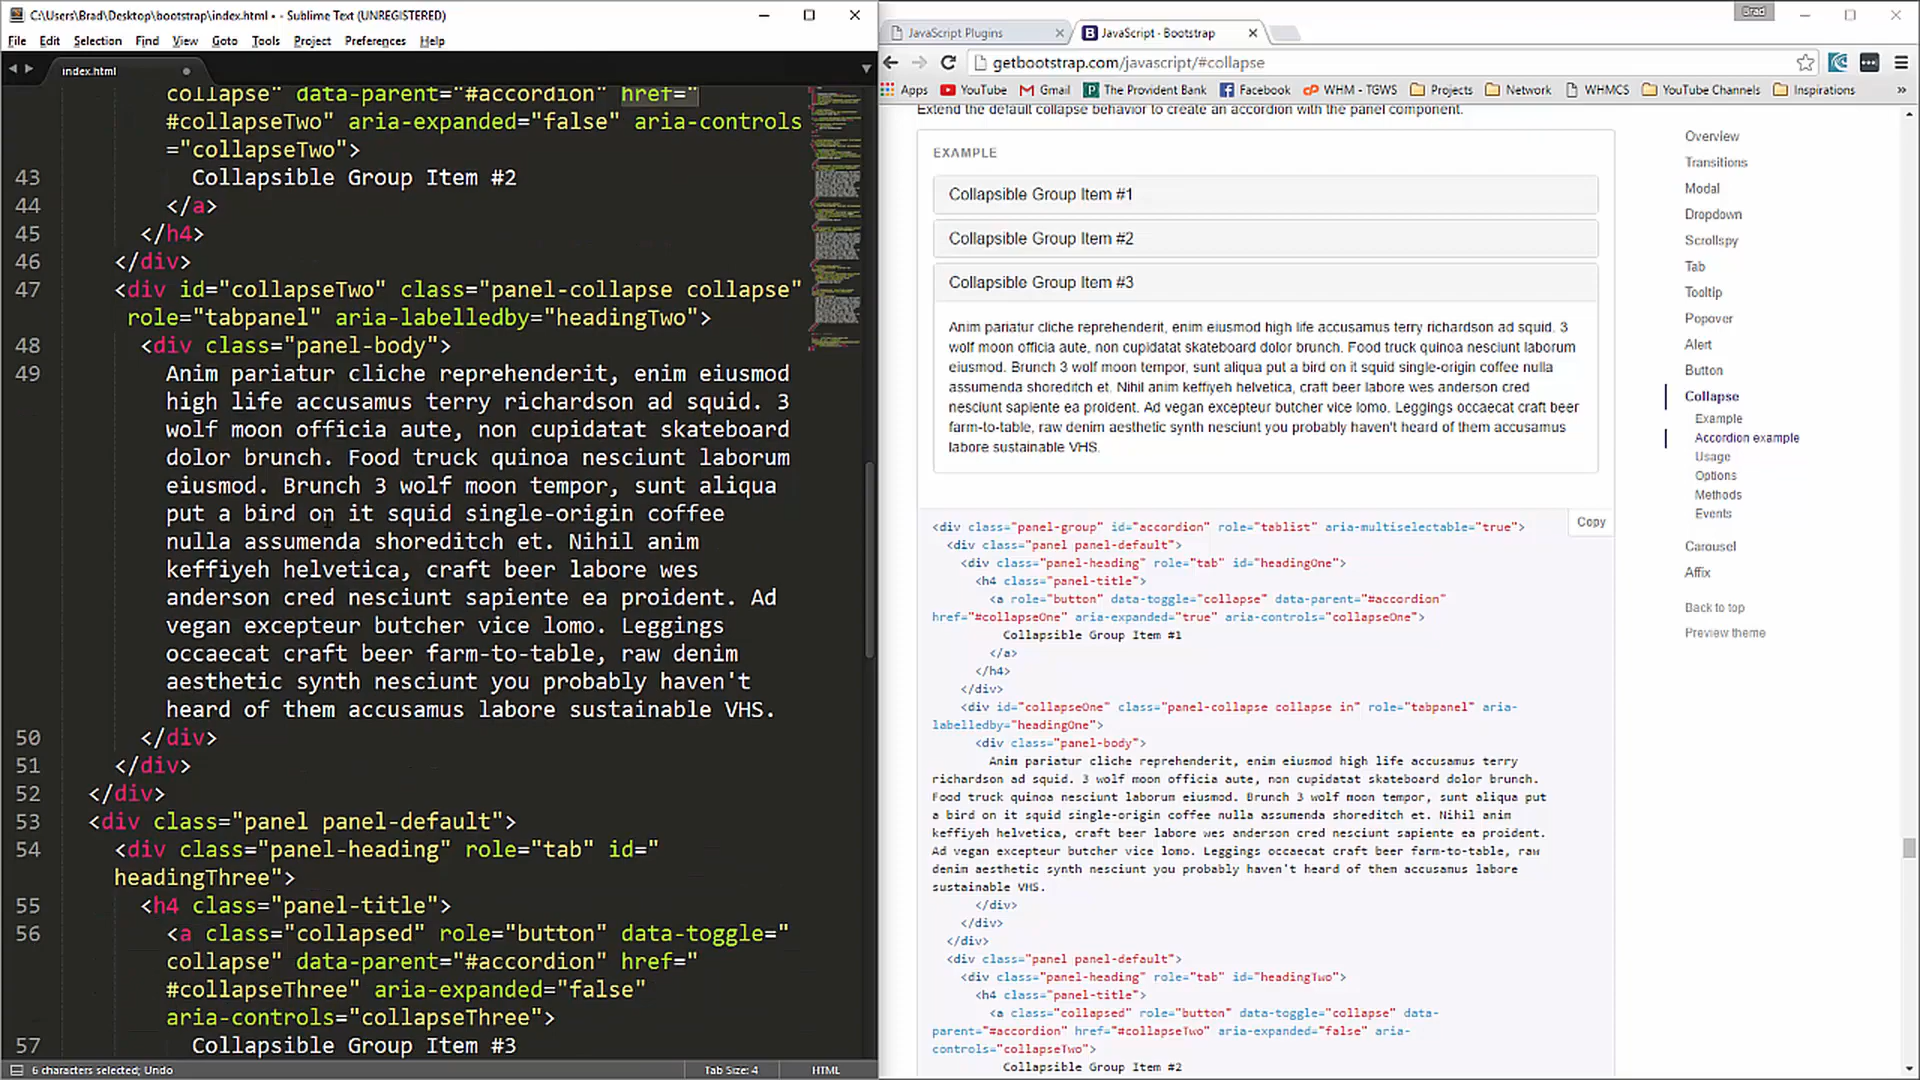 C:\Users\Brad\Desktop\bootstrap\index.html • - Sublime Text (UNREGISTERED)
File Edit Selection Find View Goto Tools Project Preferences Help
index.html
collapse" data-parent="#accordion" href="
#collapseTwo" aria-expanded="false" aria-controls
="collapseTwo">
43 Collapsible Group Item #2
44 </a>
45 </h4>
46 </div>
47 <div id="collapseTwo" class="panel-collapse collapse"
role="tabpanel" aria-labelledby="headingTwo">
48 <div class="panel-body">
49 Anim pariatur cliche reprehenderit, enim eiusmod
high life accusamus terry richardson ad squid. 3
wolf moon officia aute, non cupidatat skateboard
dolor brunch. Food truck quinoa nesciunt laborum
eiusmod. Brunch 3 wolf moon tempor, sunt aliqua
put a bird on it squid single-origin coffee
nulla assumenda shoreditch et. Nihil anim
keffiyeh helvetica, craft beer labore wes
anderson cred nesciunt sapiente ea proident. Ad
vegan excepteur butcher vice lomo. Leggings
occaecat craft beer farm-to-table, raw denim
aesthetic synth nesciunt you probably haven't
heard of them accusamus labore sustainable VHS.
50 </div>
51 </div>
52 </div>
53 <div class="panel panel-default">
54 <div class="panel-heading" role="tab" id="
headingThree">
55 <h4 class="panel-title">
56 <a class="collapsed" role="button" data-toggle="
collapse" data-parent="#accordion" href="
#collapseThree" aria-expanded="false"
aria-controls="collapseThree">
57 Collapsible Group Item #3
6 characters selected; Undo Tab Size: 4 HTML
Brad
JavaScript Plugins JavaScript · Bootstrap
getbootstrap.com/javascript/#collapse
Apps YouTube Gmail The Provident Bank Facebook WHM - TGWS Projects Network WHMCS YouTube Channels Inspirations »
Extend the default collapse behavior to create an accordion with the panel component.
EXAMPLE
Collapsible Group Item #1
Collapsible Group Item #2
Collapsible Group Item #3
Anim pariatur cliche reprehenderit, enim eiusmod high life accusamus terry richardson ad squid. 3
wolf moon officia aute, non cupidatat skateboard dolor brunch. Food truck quinoa nesciunt laborum
eiusmod. Brunch 3 wolf moon tempor, sunt aliqua put a bird on it squid single-origin coffee nulla
assumenda shoreditch et. Nihil anim keffiyeh helvetica, craft beer labore wes anderson cred
nesciunt sapiente ea proident. Ad vegan excepteur butcher vice lomo. Leggings occaecat craft beer
farm-to-table, raw denim aesthetic synth nesciunt you probably haven't heard of them accusamus
labore sustainable VHS.
Copy
<div class="panel-group" id="accordion" role="tablist" aria-multiselectable="true">
<div class="panel panel-default">
<div class="panel-heading" role="tab" id="headingOne">
<h4 class="panel-title">
<a role="button" data-toggle="collapse" data-parent="#accordion"
href="#collapseOne" aria-expanded="true" aria-controls="collapseOne">
Collapsible Group Item #1
</a>
</h4>
</div>
<div id="collapseOne" class="panel-collapse collapse in" role="tabpanel" aria-
labelledby="headingOne">
<div class="panel-body">
Anim pariatur cliche reprehenderit, enim eiusmod high life accusamus terry
richardson ad squid. 3 wolf moon officia aute, non cupidatat skateboard dolor brunch.
Food truck quinoa nesciunt laborum eiusmod. Brunch 3 wolf moon tempor, sunt aliqua put
a bird on it squid single-origin coffee nulla assumenda shoreditch et. Nihil anim
keffiyeh helvetica, craft beer labore wes anderson cred nesciunt sapiente ea proident.
Ad vegan excepteur butcher vice lomo. Leggings occaecat craft beer farm-to-table, raw
denim aesthetic synth nesciunt you probably haven't heard of them accusamus labore
sustainable VHS.
</div>
</div>
</div>
<div class="panel panel-default">
<div class="panel-heading" role="tab" id="headingTwo">
<h4 class="panel-title">
<a class="collapsed" role="button" data-toggle="collapse" data-
parent="#accordion" href="#collapseTwo" aria-expanded="false" aria-
controls="collapseTwo">
Collapsible Group Item #2
Overview
Transitions
Modal
Dropdown
Scrollspy
Tab
Tooltip
Popover
Alert
Button
Collapse
Example
Accordion example
Usage
Options
Methods
Events
Carousel
Affix
Back to top
Preview theme